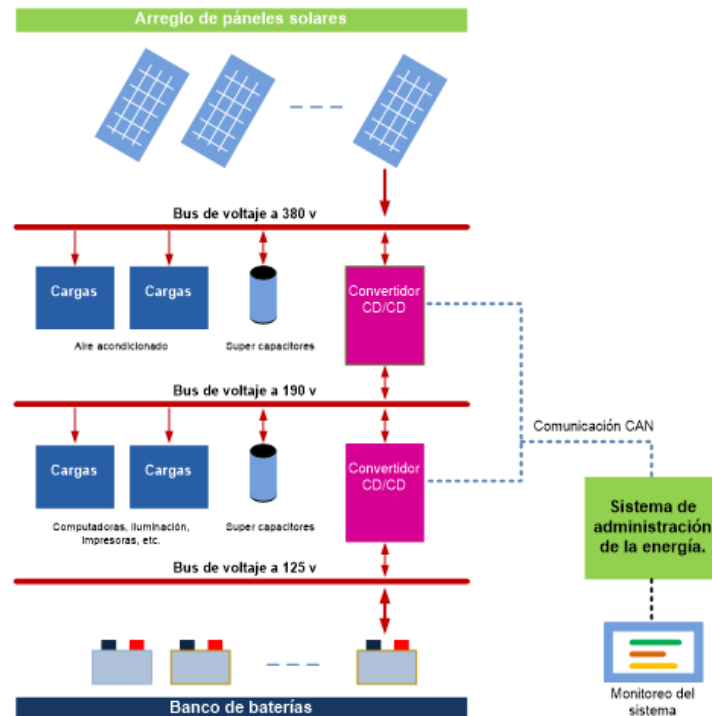 Arreglo de páneles solares
Bus de voltaje a 380 v
Cargas
Cargas
Convertidor
CD/CD
Aire acondicionado
Super capacitores
Bus de voltaje a 190 v
Comunicación CAN
Cargas
Cargas
Convertidor
CD/CD
Sistema de
administración
de la energía.
Computadoras, iluminación,
impresoras, etc.
Super capacitores
Bus de voltaje a 125 v
Monitoreo del
sistema
Banco de baterías